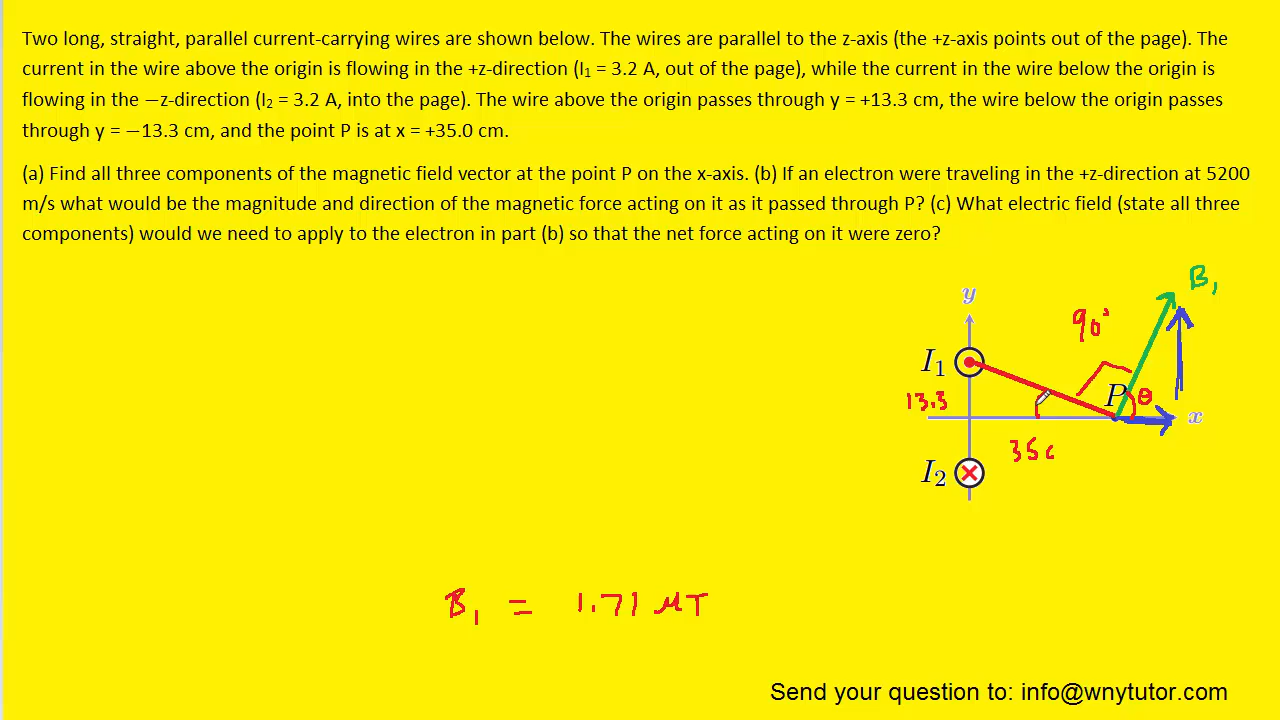 Two long, straight, parallel current-carrying wires are shown below. The wires are parallel to the z-axis (the +z-axis points out of the page). The
current in the wire above the origin is flowing in the +z-direction (I₁ = 3.2 A, out of the page), while the current in the wire below the origin is
flowing in the −z-direction (I₂ = 3.2 A, into the page). The wire above the origin passes through y = +13.3 cm, the wire below the origin passes
through y = −13.3 cm, and the point P is at x = +35.0 cm.
(a) Find all three components of the magnetic field vector at the point P on the x-axis. (b) If an electron were traveling in the +z-direction at 5200
m/s what would be the magnitude and direction of the magnetic force acting on it as it passed through P? (c) What electric field (state all three
components) would we need to apply to the electron in part (b) so that the net force acting on it were zero?
B₁
y
90°
I₁
P θ
13.3
x
35c
I₂
B₁ = 1.71 μT
Send your question to: info@wnytutor.com